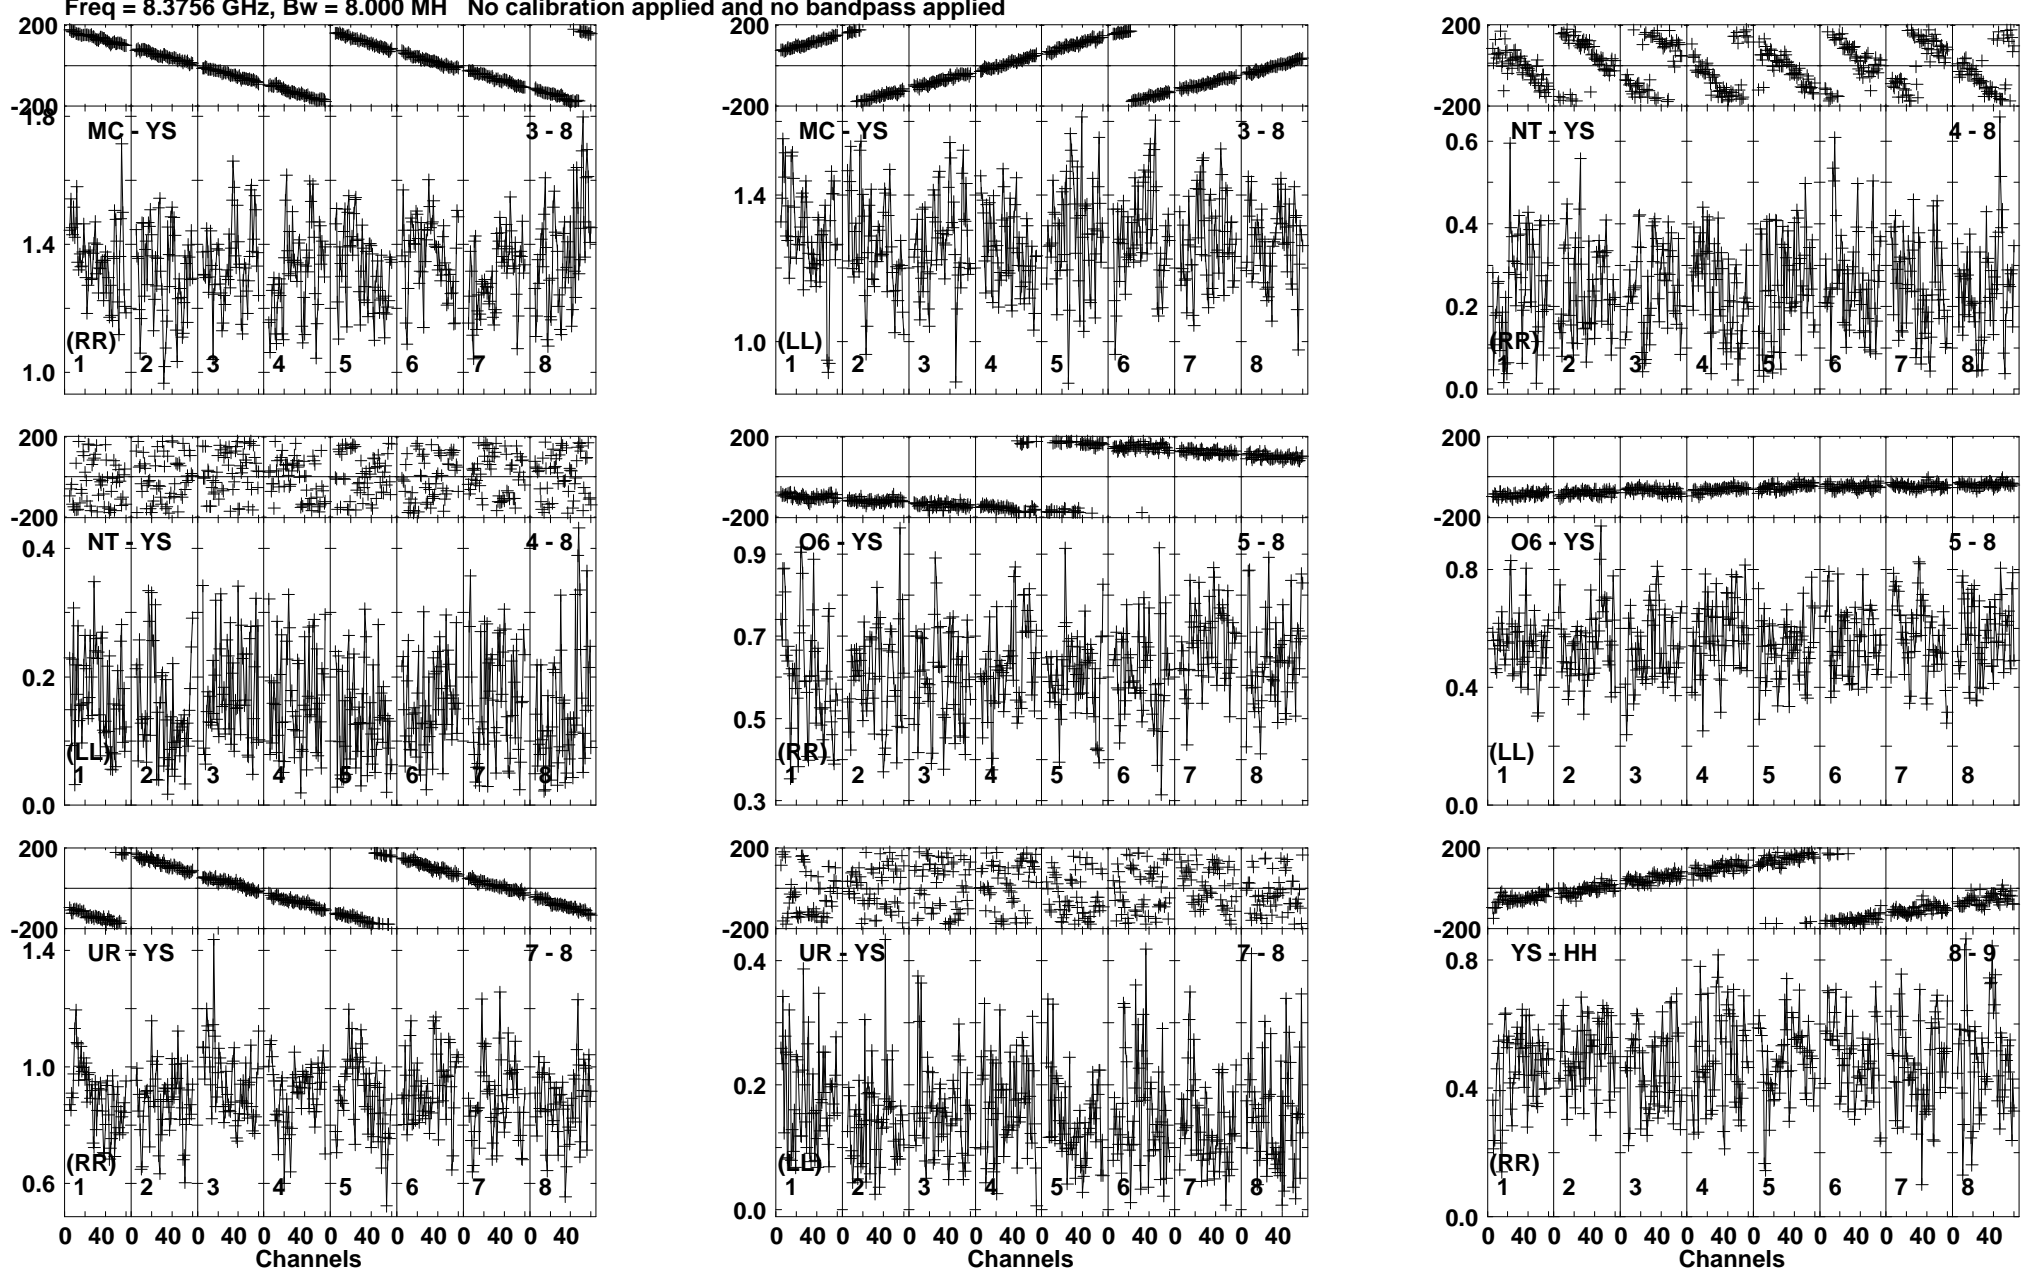 Freq = 8.3756 GHz, Bw = 8.000 MH   No calibration applied and no bandpass applied
200 200 200
-200 -200 -200
1.8 MC - YS 3 - 8 MC - YS 3 - 8 NT - YS 4 - 8
0.6
1.4 1.4 0.4
0.2
(RR) 1.0 (LL) (RR)
1.0 1 2 3 4 5 6 7 8 1 2 3 4 5 6 7 8 1 2 3 4 5 6 7 8
0.0
200 200 200
-200 -200 -200
NT - YS 4 - 8 O6 - YS 5 - 8 O6 - YS 5 - 8
0.4 0.9 0.8
0.2 0.7
0.5 0.4
(LL) (RR) (LL)
1 2 3 4 5 6 7 8 1 2 3 4 5 6 7 8 1 2 3 4 5 6 7 8
0.0 0.3 0.0
200 200 200
-200 -200 -200
1.4 UR - YS 7 - 8 0.4 UR - YS 7 - 8 0.8 YS - HH 8 - 9
1.0 0.2 0.4
(RR) (LL) (RR)
0.6 1 2 3 4 5 6 7 8 1 2 3 4 5 6 7 8 1 2 3 4 5 6 7 8
0.0 0.0
0 40 0 40 0 40 0 40 0 40 0 40 0 40 0 40 0 40 0 40 0 40 0 40 0 40 0 40 0 40 0 40 0 40 0 40 0 40 0 40 0 40 0 40 0 40 0 40
Channels Channels Channels